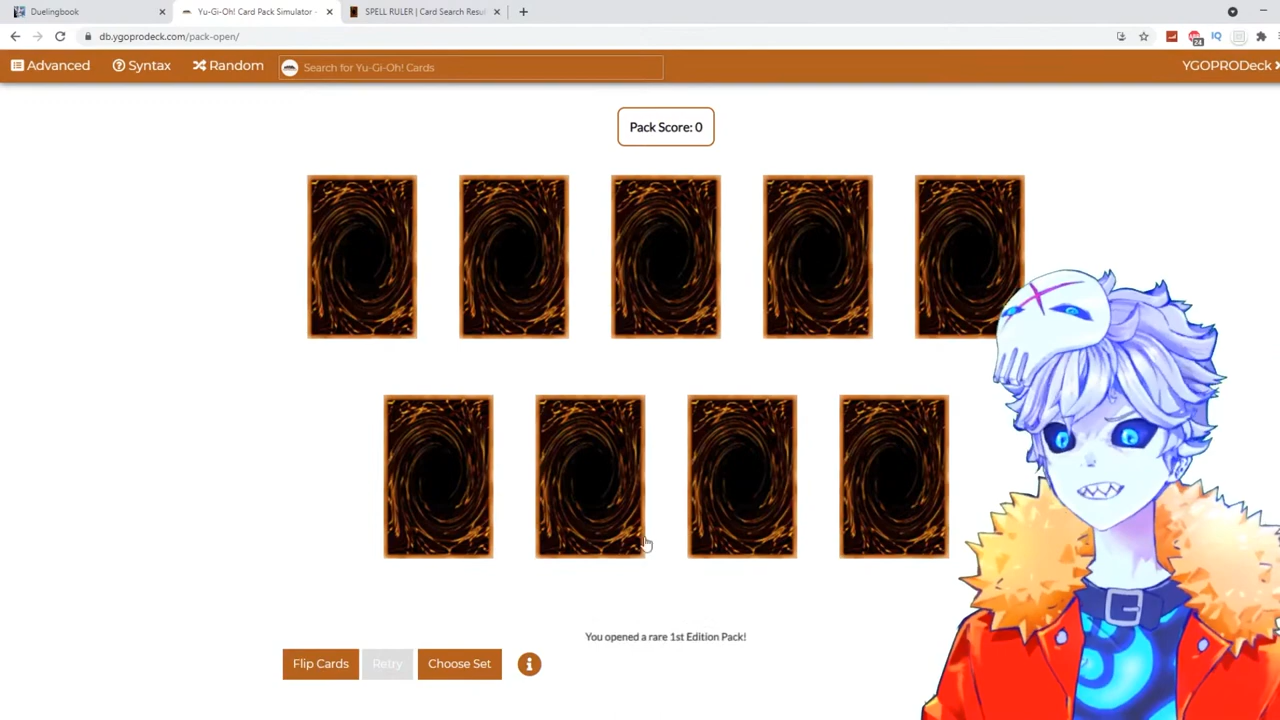 Duelingbook
Yu-Gi-Oh! Card Pack Simulator -
SPELL RULER | Card Search Resul
db.ygoprodeck.com/pack-open/
24
IQ
Advanced
Syntax
Random
Search for Yu-Gi-Oh! Cards
YGOPRODeck
Pack Score: 0
You opened a rare 1st Edition Pack!
Flip Cards
Retry
Choose Set